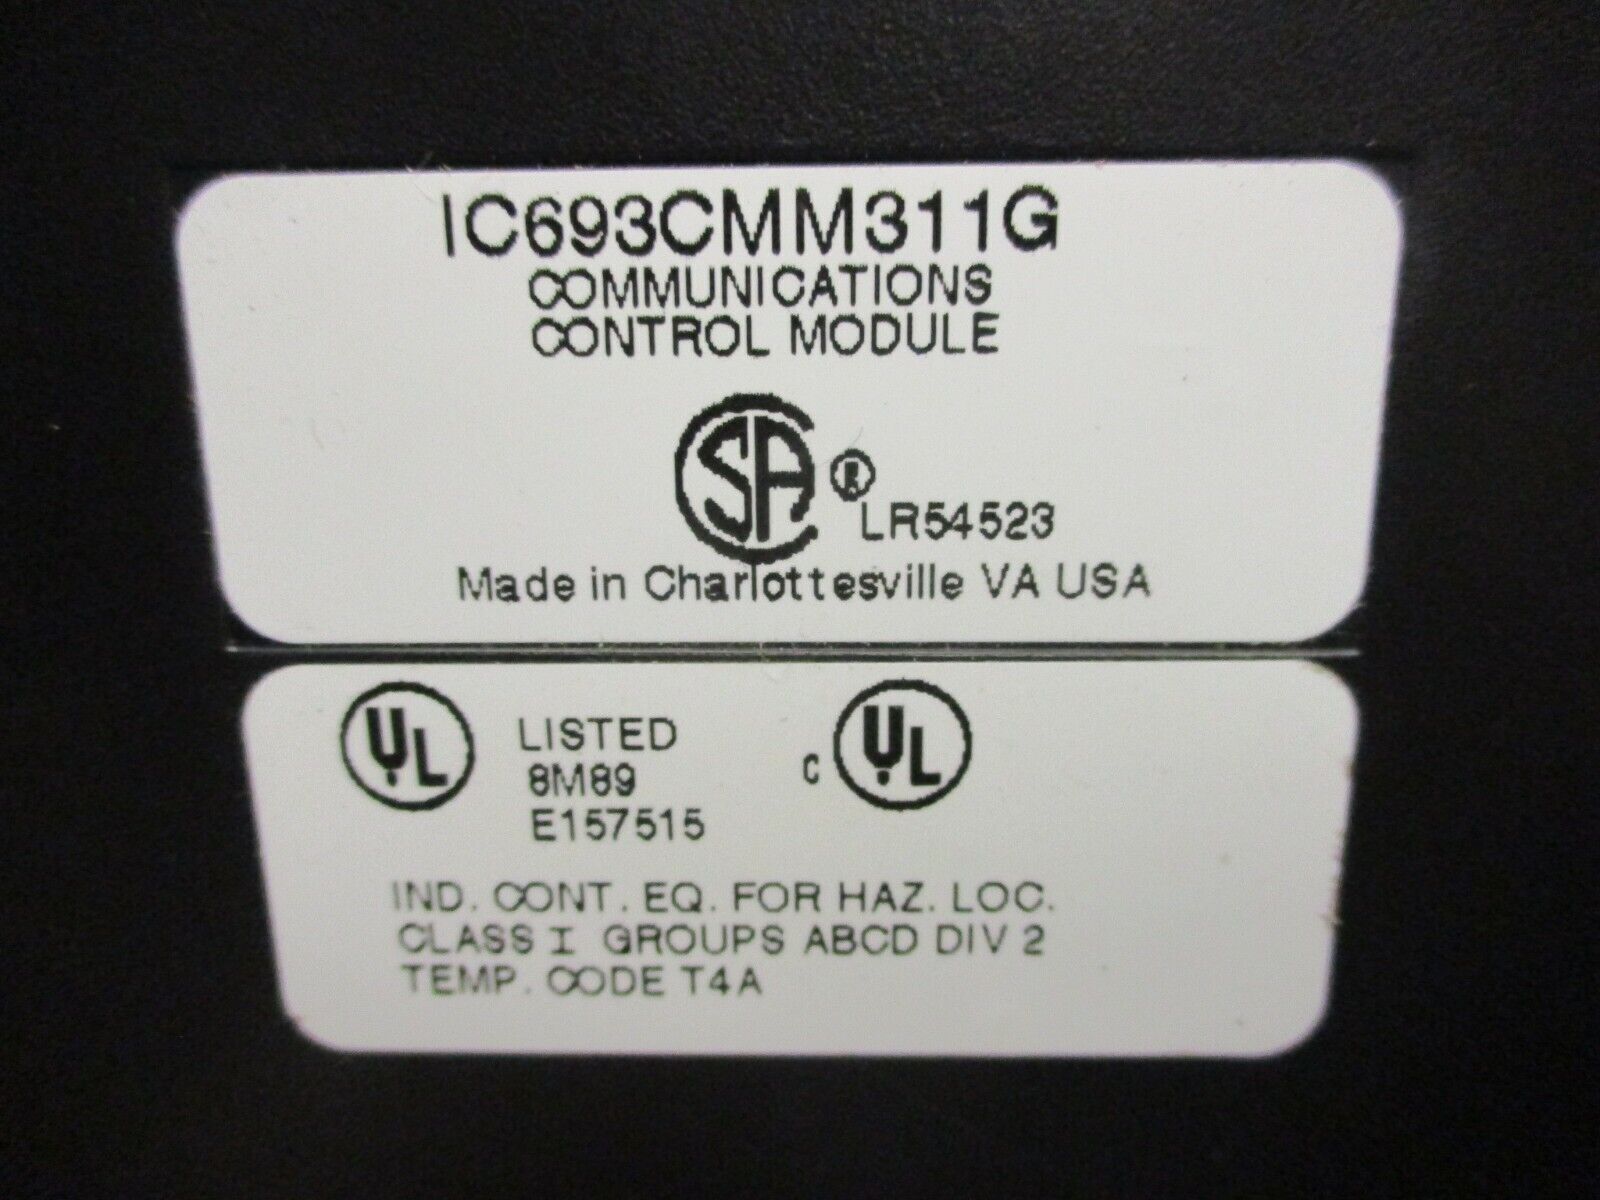 IC693CMM311G
COMMUNICATIONS
CONTROL MODULE
SA ®
LR54523
Made in Charlottesville VA USA
UL LISTED C UL
8M89
E157515
IND. CONT. EQ. FOR HAZ. LOC.
CLASS I GROUPS ABCD DIV 2
TEMP. CODE T4A